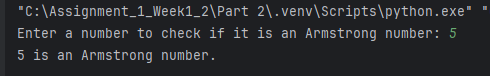 "C:\Assignment_1_Week1_2\Part 2\.venv\Scripts\python.exe" "
Enter a number to check if it is an Armstrong number: 5
5 is an Armstrong number.